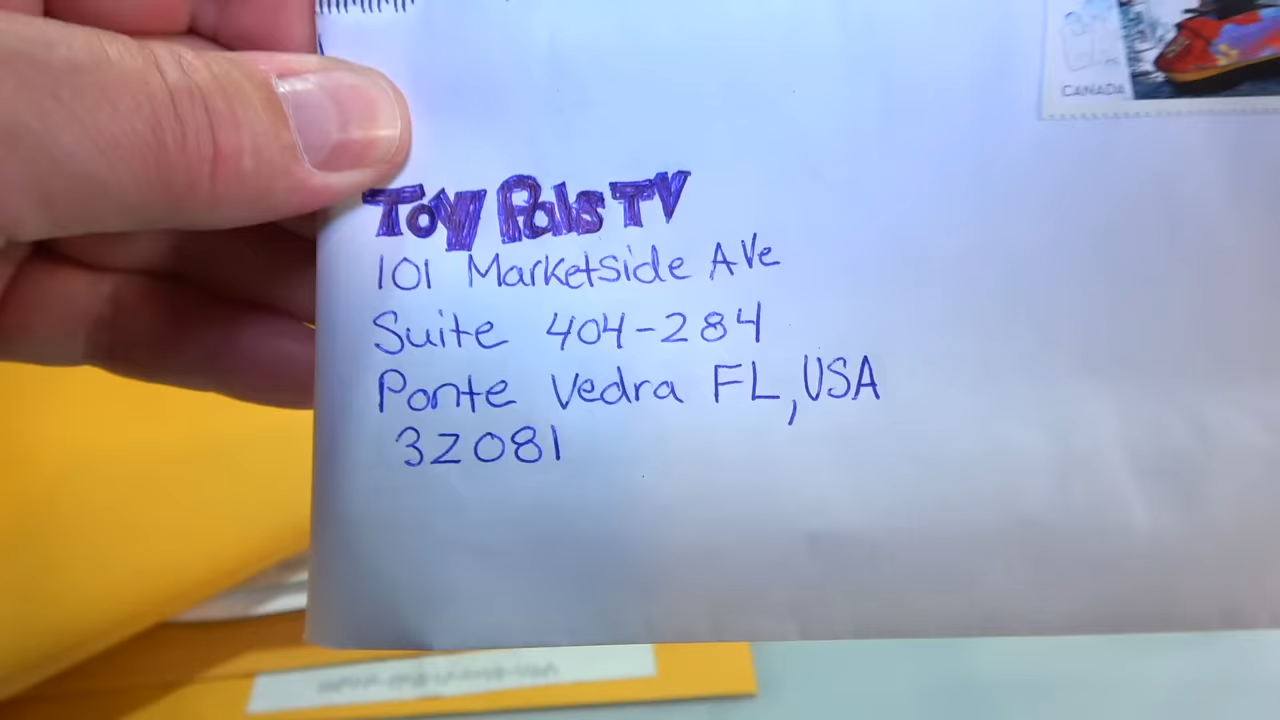 CANADA
Toy Pals TV
101 Marketside Ave
Suite 404-284
Ponte Vedra FL, USA
32081